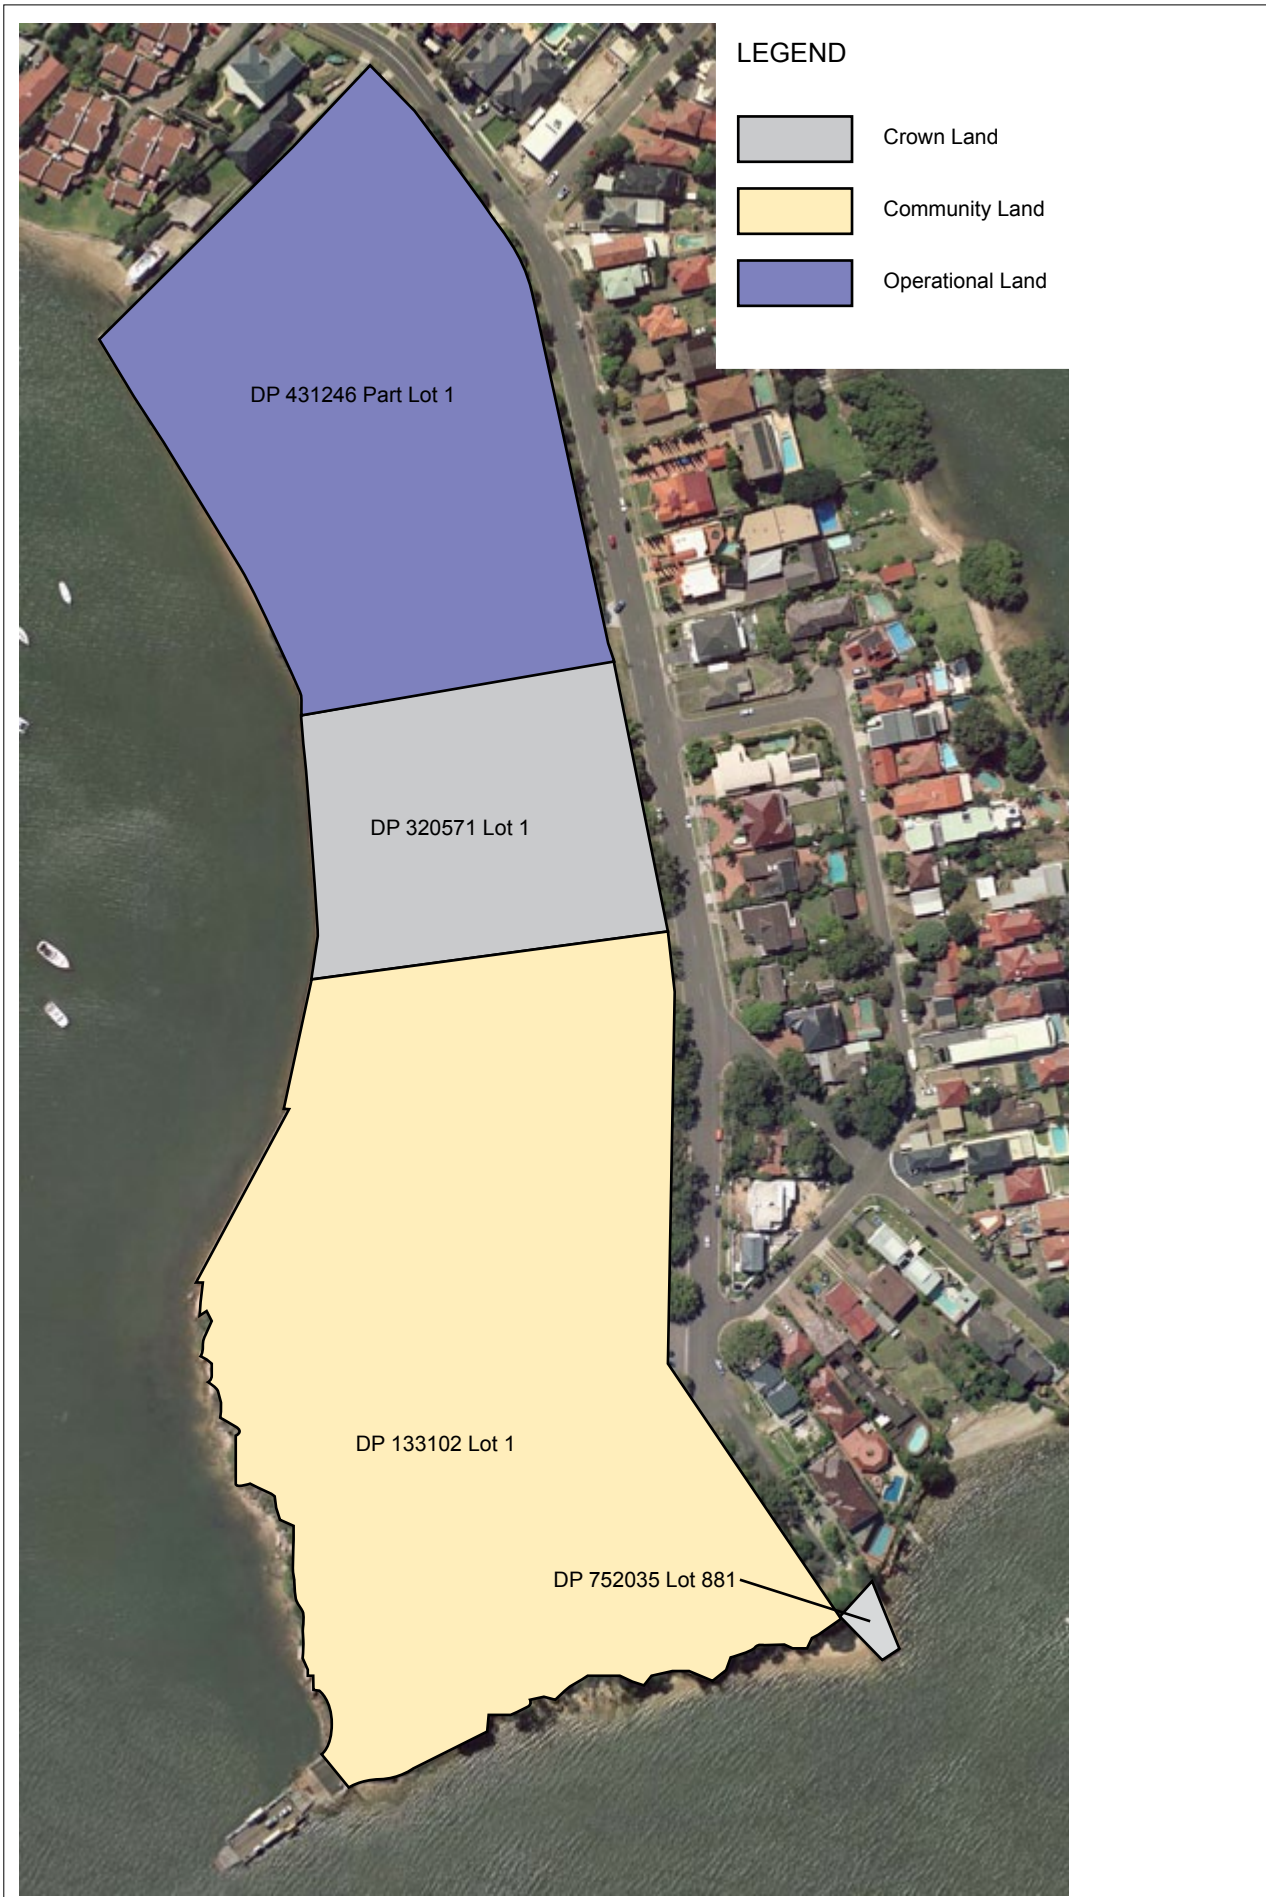 LEGEND
Crown Land
Community Land
Operational Land
DP 431246 Part Lot 1
DP 320571 Lot 1
DP 133102 Lot 1
DP 752035 Lot 881